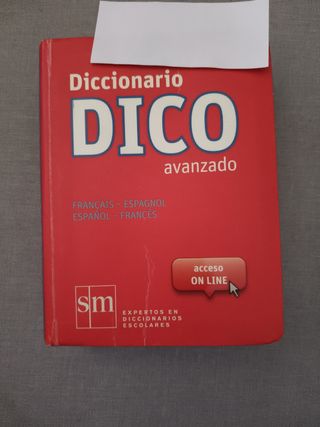 Diccionario
DICO
avanzado
FRANÇAIS - ESPAGNOL
ESPAÑOL - FRANCÉS
acceso
ON LINE
sm
EXPERTOS EN
DICCIONARIOS
ESCOLARES